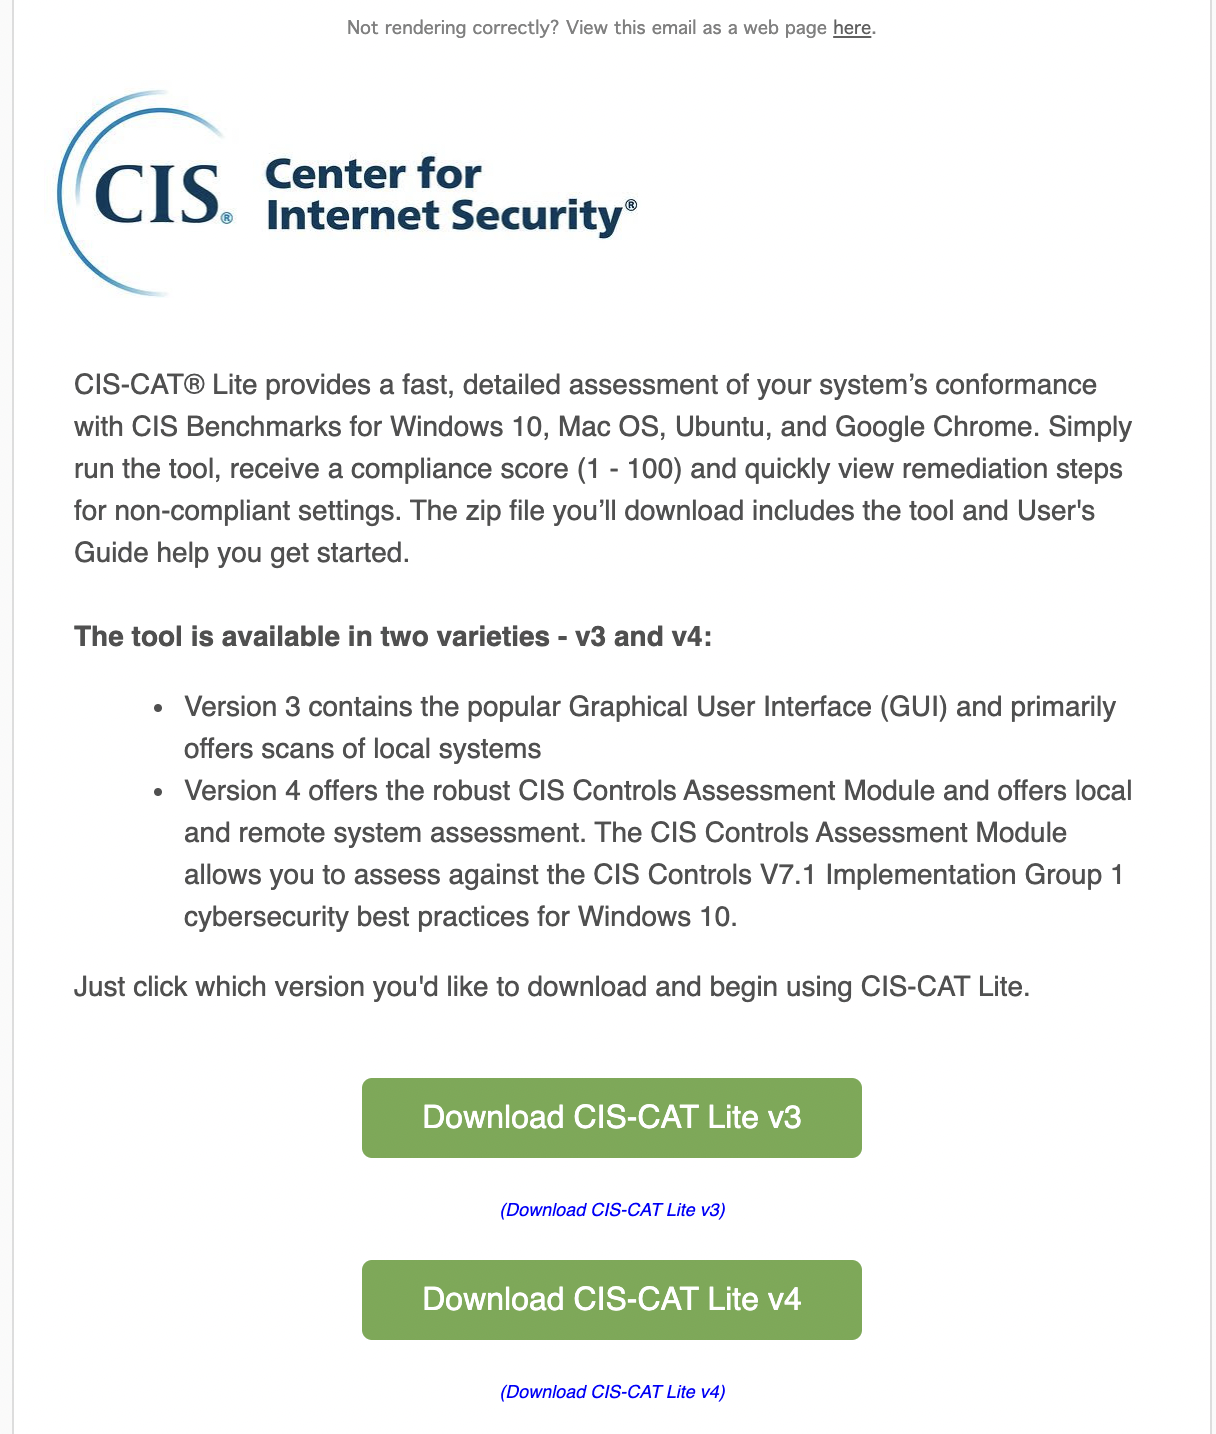 Not rendering correctly? View this email as a web page here.
CIS®
Center for
Internet Security®
CIS-CAT® Lite provides a fast, detailed assessment of your system’s conformance
with CIS Benchmarks for Windows 10, Mac OS, Ubuntu, and Google Chrome. Simply
run the tool, receive a compliance score (1 - 100) and quickly view remediation steps
for non-compliant settings. The zip file you’ll download includes the tool and User's
Guide help you get started.
The tool is available in two varieties - v3 and v4:
• Version 3 contains the popular Graphical User Interface (GUI) and primarily
offers scans of local systems
• Version 4 offers the robust CIS Controls Assessment Module and offers local
and remote system assessment. The CIS Controls Assessment Module
allows you to assess against the CIS Controls V7.1 Implementation Group 1
cybersecurity best practices for Windows 10.
Just click which version you'd like to download and begin using CIS-CAT Lite.
Download CIS-CAT Lite v3
(Download CIS-CAT Lite v3)
Download CIS-CAT Lite v4
(Download CIS-CAT Lite v4)